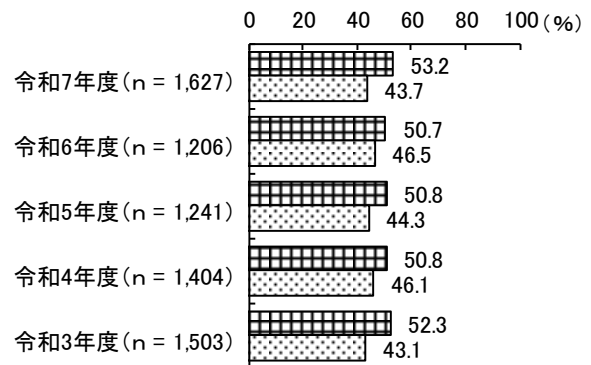 0 20 40 60 80 100(%)
令和7年度(n = 1,627) 53.2
43.7
令和6年度(n = 1,206) 50.7
46.5
令和5年度(n = 1,241) 50.8
44.3
令和4年度(n = 1,404) 50.8
46.1
令和3年度(n = 1,503) 52.3
43.1